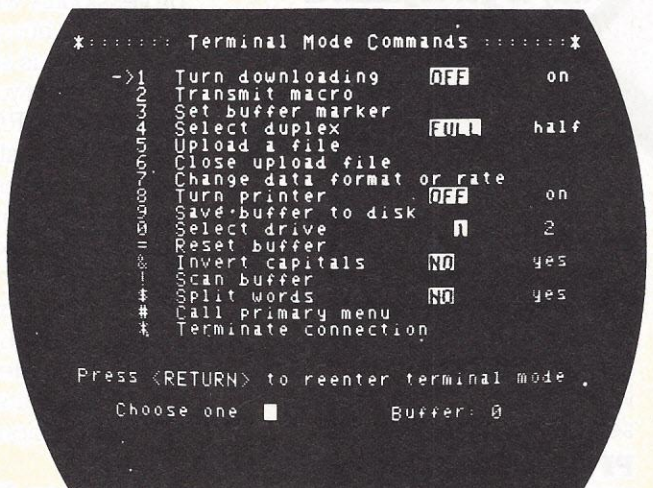 *::::::: Terminal Mode Commands :::::::*
->1 Turn downloading OFF on
2 Transmit macro
3 Set buffer marker
4 Select duplex FULL half
5 Upload a file
6 Close upload file
7 Change data format or rate
8 Turn printer OFF on
9 Save buffer to disk
0 Select drive 1 2
= Reset buffer
& Invert capitals NO yes
! Scan buffer
$ Split words NO yes
# Call primary menu
* Terminate connection
Press <RETURN> to reenter terminal mode.
Choose one Buffer: 0